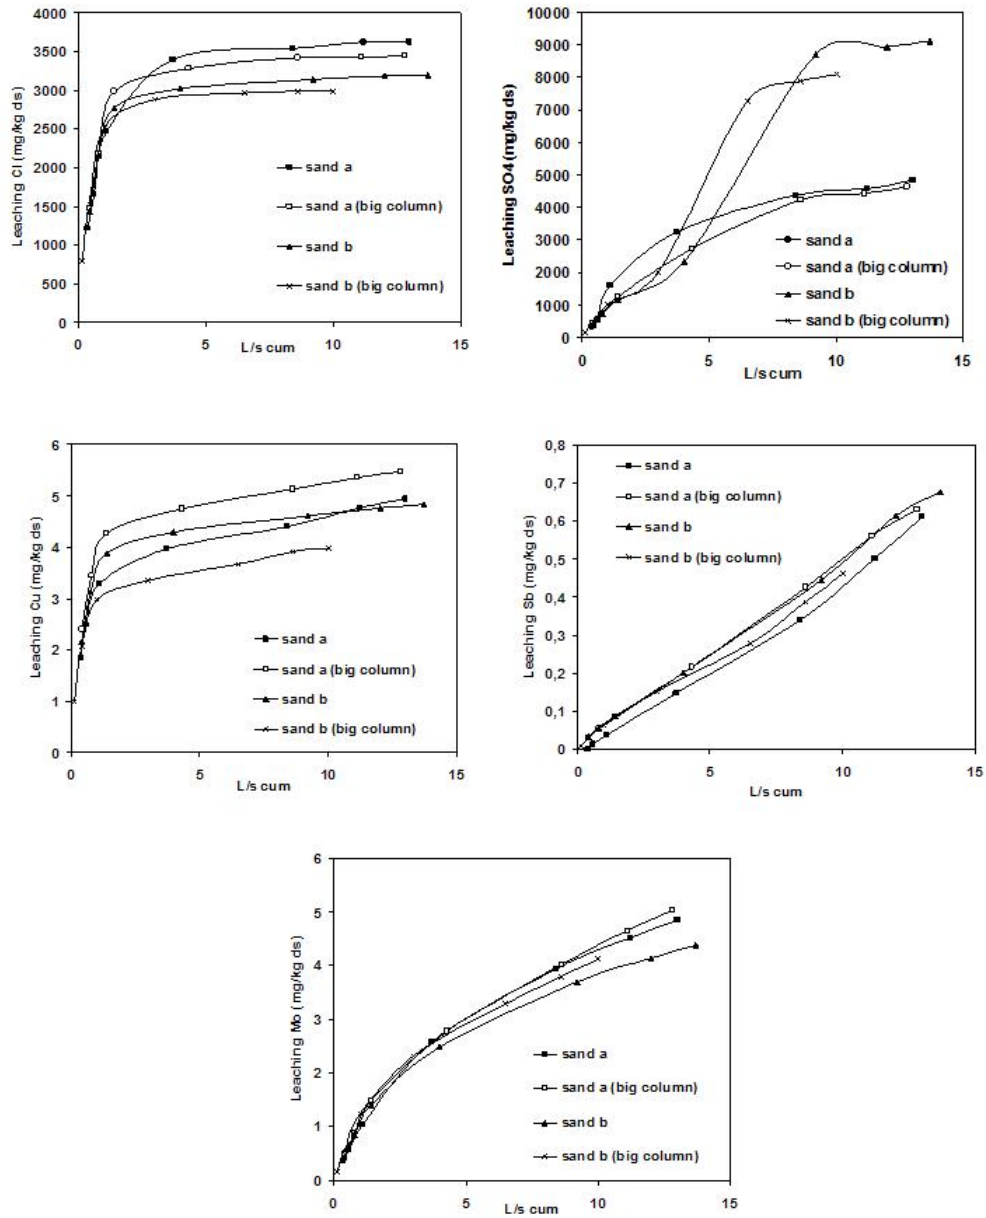 4000
3500
3000
2500
2000
1500
1000
500
0
Leaching Cl (mg/kg ds)
sand a
sand a (big column)
sand b
sand b (big column)
0
5
10
15
L/s cum
10000
9000
8000
7000
6000
5000
4000
3000
2000
1000
0
Leaching SO4 (mg/kg ds)
sand a
sand a (big column)
sand b
sand b (big column)
0
5
10
15
L/s cum
6
5
4
3
2
1
0
Leaching Cu (mg/kg ds)
sand a
sand a (big column)
sand b
sand b (big column)
0
5
10
15
L/s cum
0,8
0,7
0,6
0,5
0,4
0,3
0,2
0,1
0
Leaching Sb (mg/kg ds)
sand a
sand a (big column)
sand b
sand b (big column)
0
5
10
15
L/s cum
6
5
4
3
2
1
0
Leaching Mo (mg/kg ds)
sand a
sand a (big column)
sand b
sand b (big column)
0
5
10
15
L/s cum